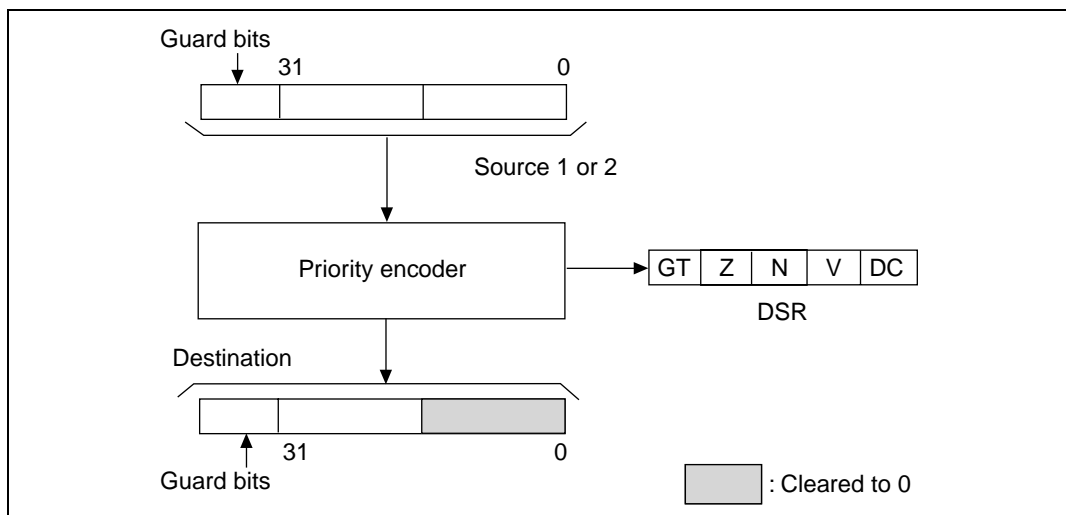 Guard bits
31 0
Source 1 or 2
Priority encoder
GT Z N V DC
DSR
Destination
31 0
Guard bits
: Cleared to 0